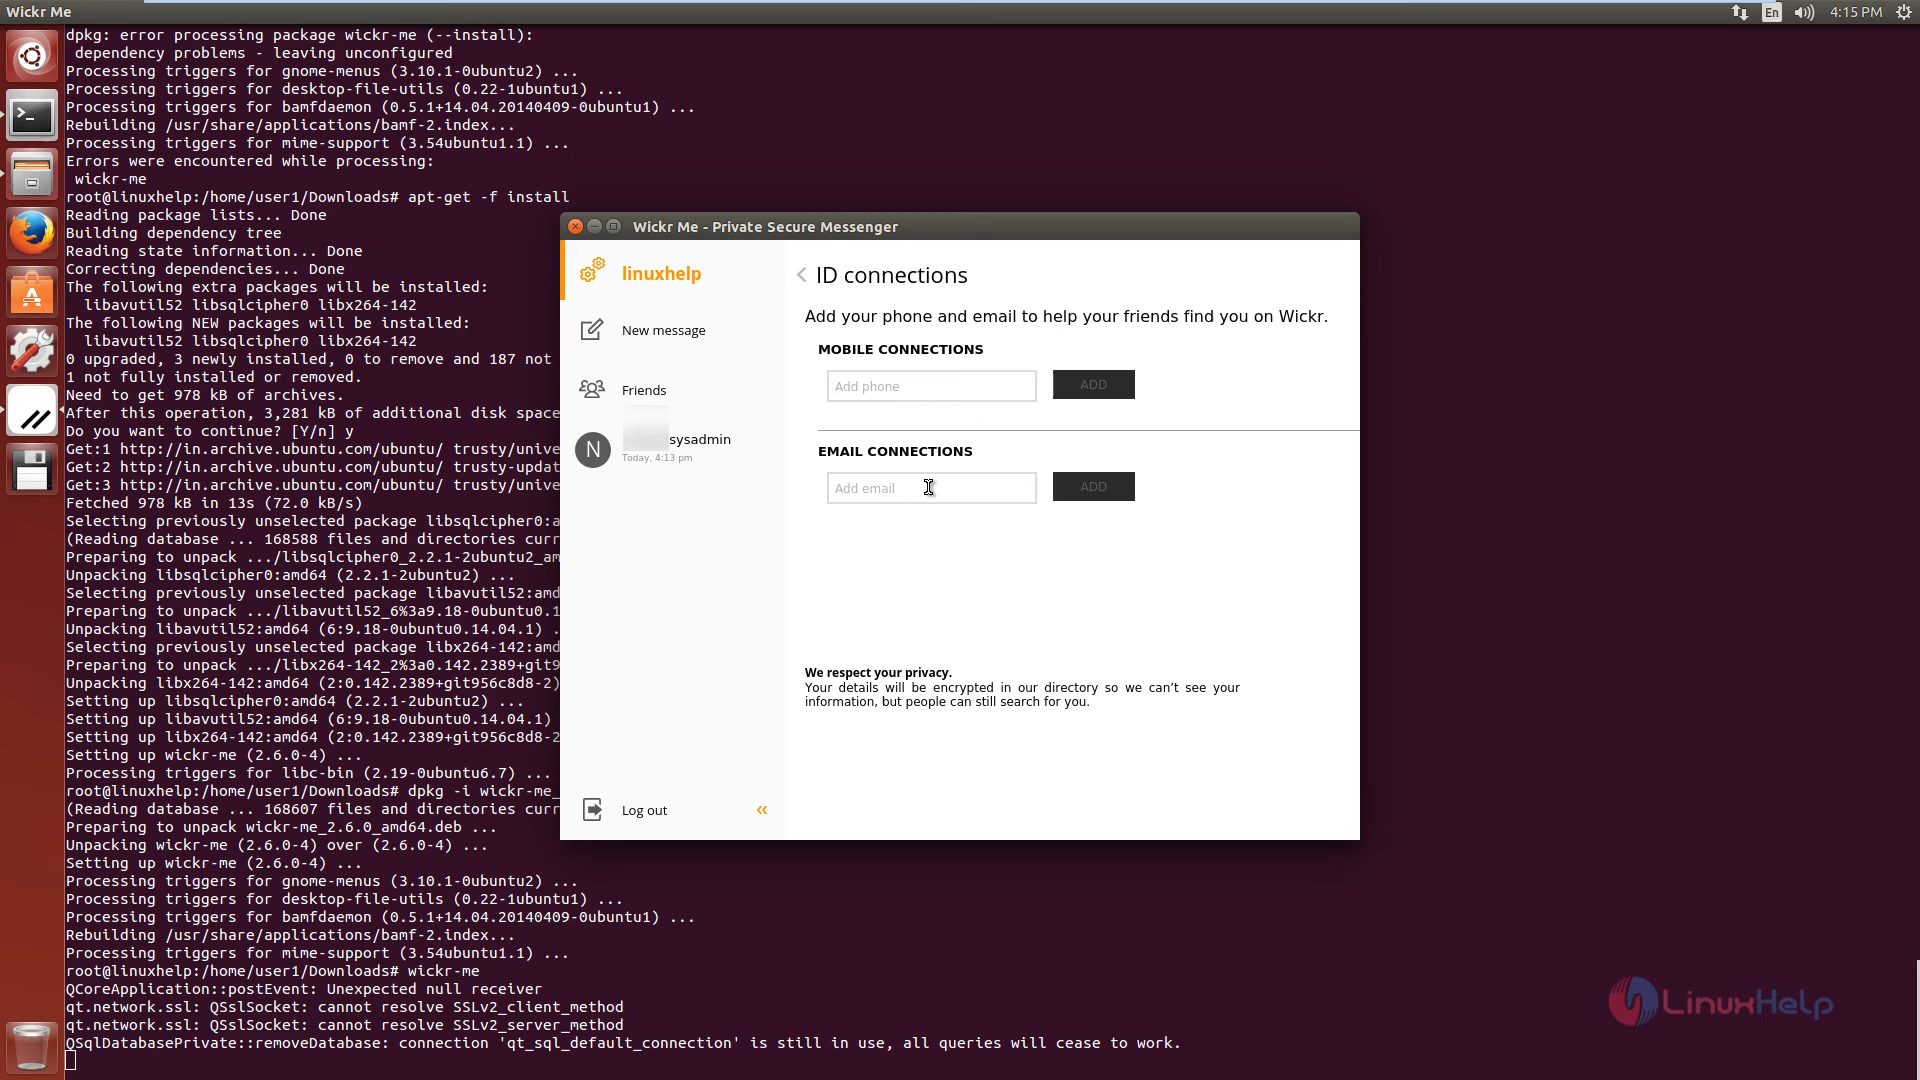 Wickr Me
En
4:15 PM
dpkg: error processing package wickr-me (--install):
dependency problems - leaving unconfigured
Processing triggers for gnome-menus (3.10.1-0ubuntu2) ...
Processing triggers for desktop-file-utils (0.22-1ubuntu1) ...
Processing triggers for bamfdaemon (0.5.1+14.04.20140409-0ubuntu1) ...
Rebuilding /usr/share/applications/bamf-2.index...
Processing triggers for mime-support (3.54ubuntu1.1) ...
Errors were encountered while processing:
wickr-me
root@linuxhelp:/home/user1/Downloads# apt-get -f install
Reading package lists... Done
Building dependency tree
Reading state information... Done
Correcting dependencies... Done
The following extra packages will be installed:
libavutil52 libsqlcipher0 libx264-142
The following NEW packages will be installed:
libavutil52 libsqlcipher0 libx264-142
0 upgraded, 3 newly installed, 0 to remove and 187 not
1 not fully installed or removed.
Need to get 978 kB of archives.
After this operation, 3,281 kB of additional disk space
Do you want to continue? [Y/n] y
Get:1 http://in.archive.ubuntu.com/ubuntu/ trusty/unive
Get:2 http://in.archive.ubuntu.com/ubuntu/ trusty-updat
Get:3 http://in.archive.ubuntu.com/ubuntu/ trusty/unive
Fetched 978 kB in 13s (72.0 kB/s)
Selecting previously unselected package libsqlcipher0:a
(Reading database ... 168588 files and directories curr
Preparing to unpack .../libsqlcipher0_2.2.1-2ubuntu2_am
Unpacking libsqlcipher0:amd64 (2.2.1-2ubuntu2) ...
Selecting previously unselected package libavutil52:amd
Preparing to unpack .../libavutil52_6%3a9.18-0ubuntu0.1
Unpacking libavutil52:amd64 (6:9.18-0ubuntu0.14.04.1) .
Selecting previously unselected package libx264-142:amd
Preparing to unpack .../libx264-142_2%3a0.142.2389+git9
Unpacking libx264-142:amd64 (2:0.142.2389+git956c8d8-2)
Setting up libsqlcipher0:amd64 (2.2.1-2ubuntu2) ...
Setting up libavutil52:amd64 (6:9.18-0ubuntu0.14.04.1)
Setting up libx264-142:amd64 (2:0.142.2389+git956c8d8-2
Setting up wickr-me (2.6.0-4) ...
Processing triggers for libc-bin (2.19-0ubuntu6.7) ...
root@linuxhelp:/home/user1/Downloads# dpkg -i wickr-me_
(Reading database ... 168607 files and directories curr
Preparing to unpack wickr-me_2.6.0_amd64.deb ...
Unpacking wickr-me (2.6.0-4) over (2.6.0-4) ...
Setting up wickr-me (2.6.0-4) ...
Processing triggers for gnome-menus (3.10.1-0ubuntu2) ...
Processing triggers for desktop-file-utils (0.22-1ubuntu1) ...
Processing triggers for bamfdaemon (0.5.1+14.04.20140409-0ubuntu1) ...
Rebuilding /usr/share/applications/bamf-2.index...
Processing triggers for mime-support (3.54ubuntu1.1) ...
root@linuxhelp:/home/user1/Downloads# wickr-me
QCoreApplication::postEvent: Unexpected null receiver
qt.network.ssl: QSslSocket: cannot resolve SSLv2_client_method
qt.network.ssl: QSslSocket: cannot resolve SSLv2_server_method
QSqlDatabasePrivate::removeDatabase: connection 'qt_sql_default_connection' is still in use, all queries will cease to work.
Wickr Me - Private Secure Messenger
linuxhelp
New message
Friends
N
sysadmin
Today, 4:13 pm
Log out
«
ID connections
Add your phone and email to help your friends find you on Wickr.
MOBILE CONNECTIONS
Add phone
ADD
EMAIL CONNECTIONS
Add email
ADD
We respect your privacy.
Your details will be encrypted in our directory so we can't see your
information, but people can still search for you.
LinuxHelp